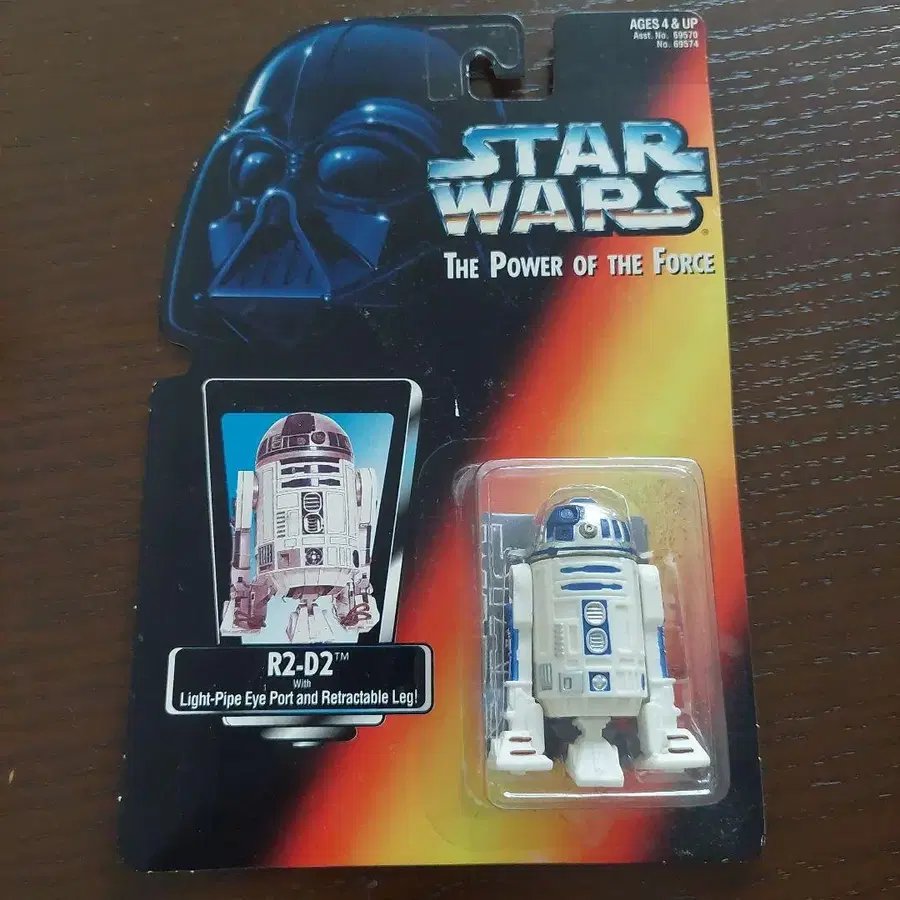 AGES 4 & UP
Asst. No. 69570
No. 69574
STAR
WARS®
THE POWER OF THE FORCE
R2-D2™
With
Light-Pipe Eye Port and Retractable Leg!